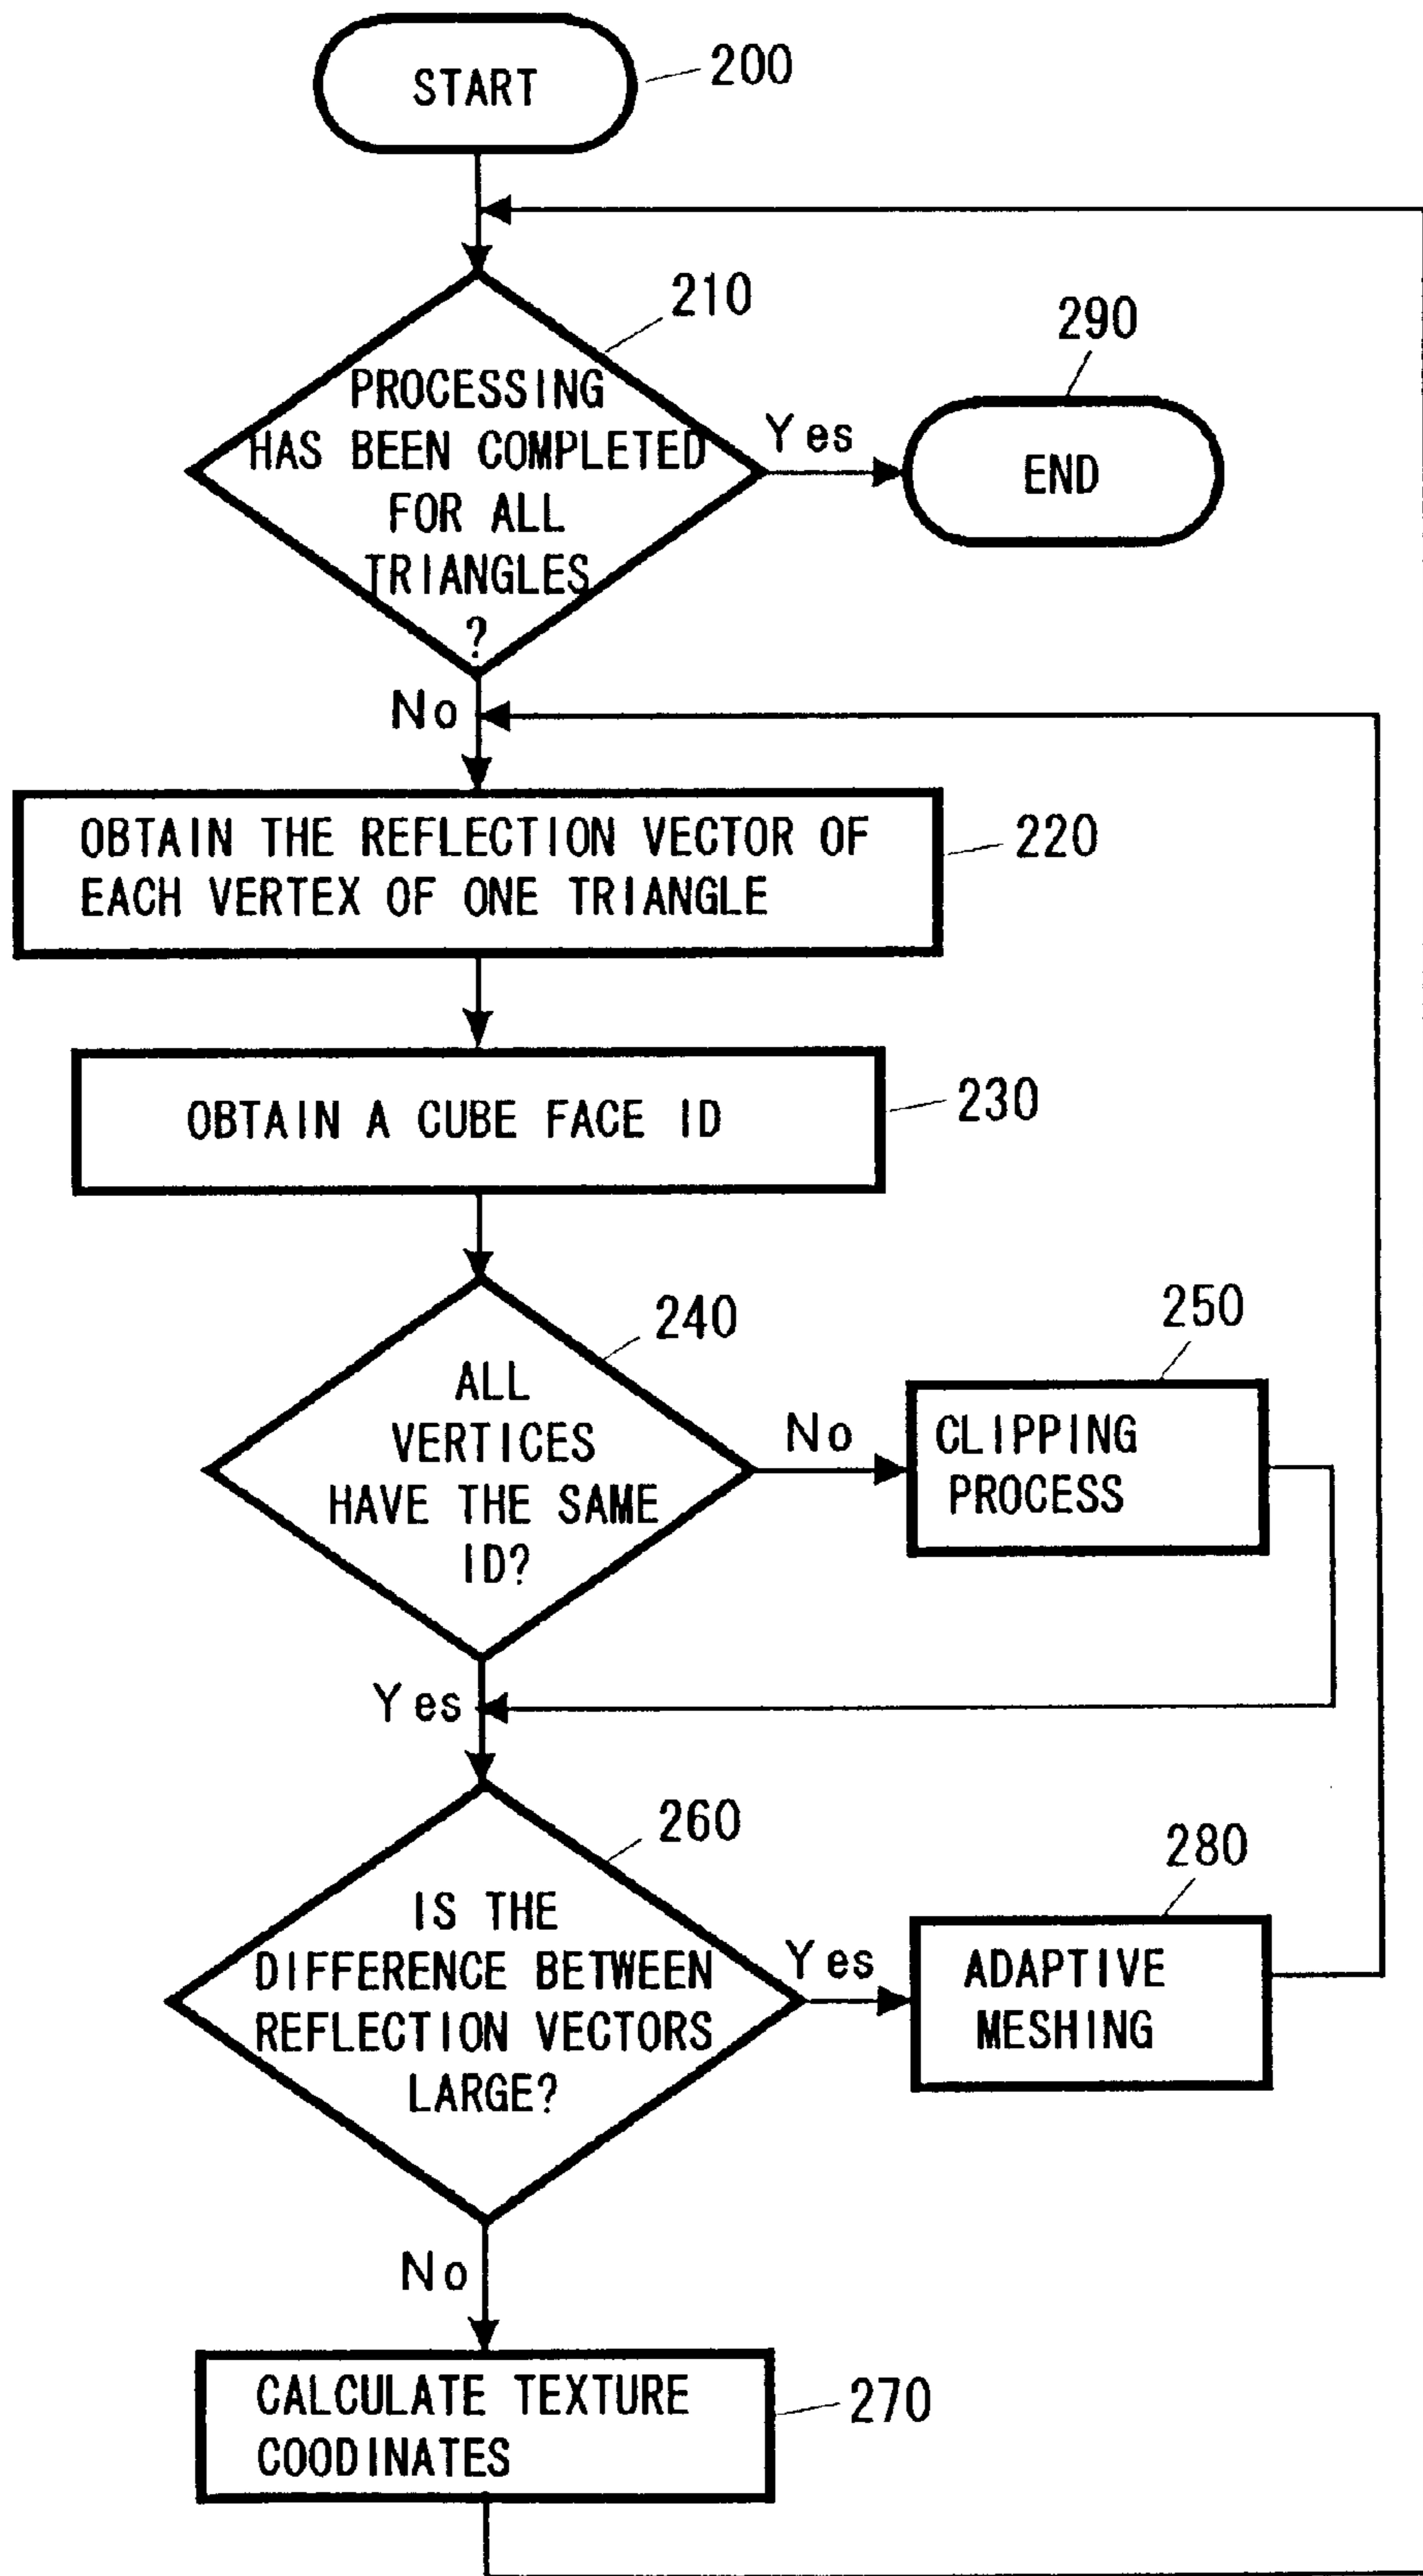 START
200
210
PROCESSING
HAS BEEN COMPLETED
FOR ALL
TRIANGLES
?
Yes
290
END
No
OBTAIN THE REFLECTION VECTOR OF
EACH VERTEX OF ONE TRIANGLE
220
OBTAIN A CUBE FACE ID
230
240
ALL
VERTICES
HAVE THE SAME
ID?
No
250
CLIPPING
PROCESS
Yes
260
IS THE
DIFFERENCE BETWEEN
REFLECTION VECTORS
LARGE?
Yes
280
ADAPTIVE
MESHING
No
CALCULATE TEXTURE
COODINATES
270